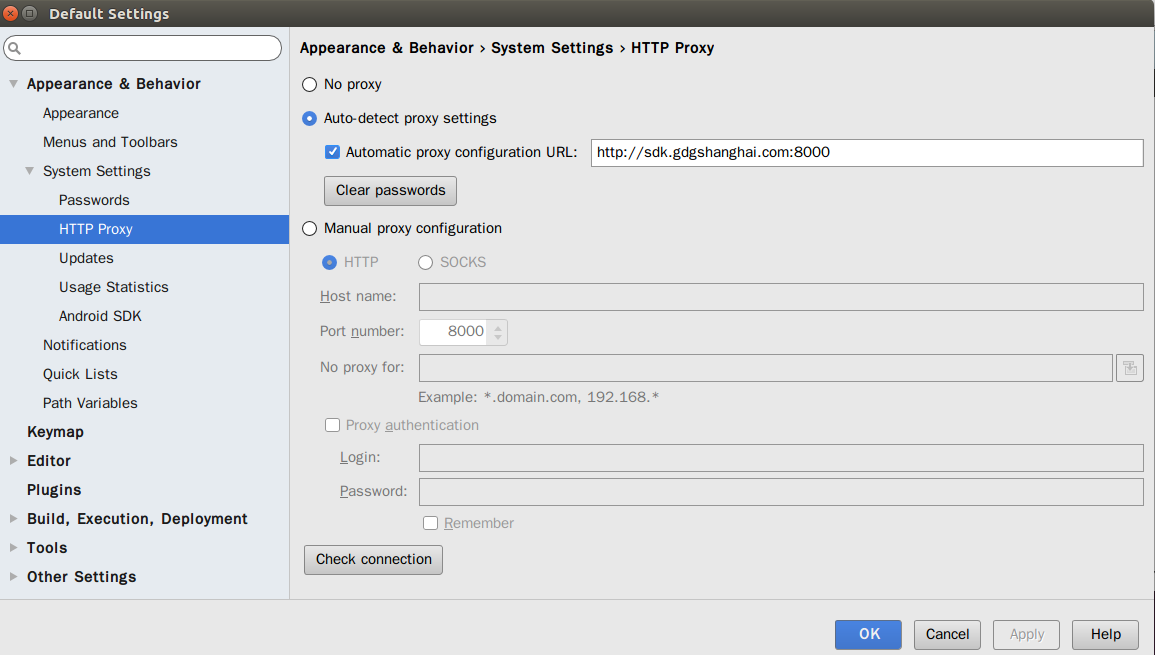 Default Settings
Appearance & Behavior
Appearance
Menus and Toolbars
System Settings
Passwords
HTTP Proxy
Updates
Usage Statistics
Android SDK
Notifications
Quick Lists
Path Variables
Keymap
Editor
Plugins
Build, Execution, Deployment
Tools
Other Settings
Appearance & Behavior › System Settings › HTTP Proxy
No proxy
Auto-detect proxy settings
Automatic proxy configuration URL: http://sdk.gdgshanghai.com:8000
Clear passwords
Manual proxy configuration
HTTP SOCKS
Host name:
Port number: 8000
No proxy for:
Example: *.domain.com, 192.168.*
Proxy authentication
Login:
Password:
Remember
Check connection
OK Cancel Apply Help